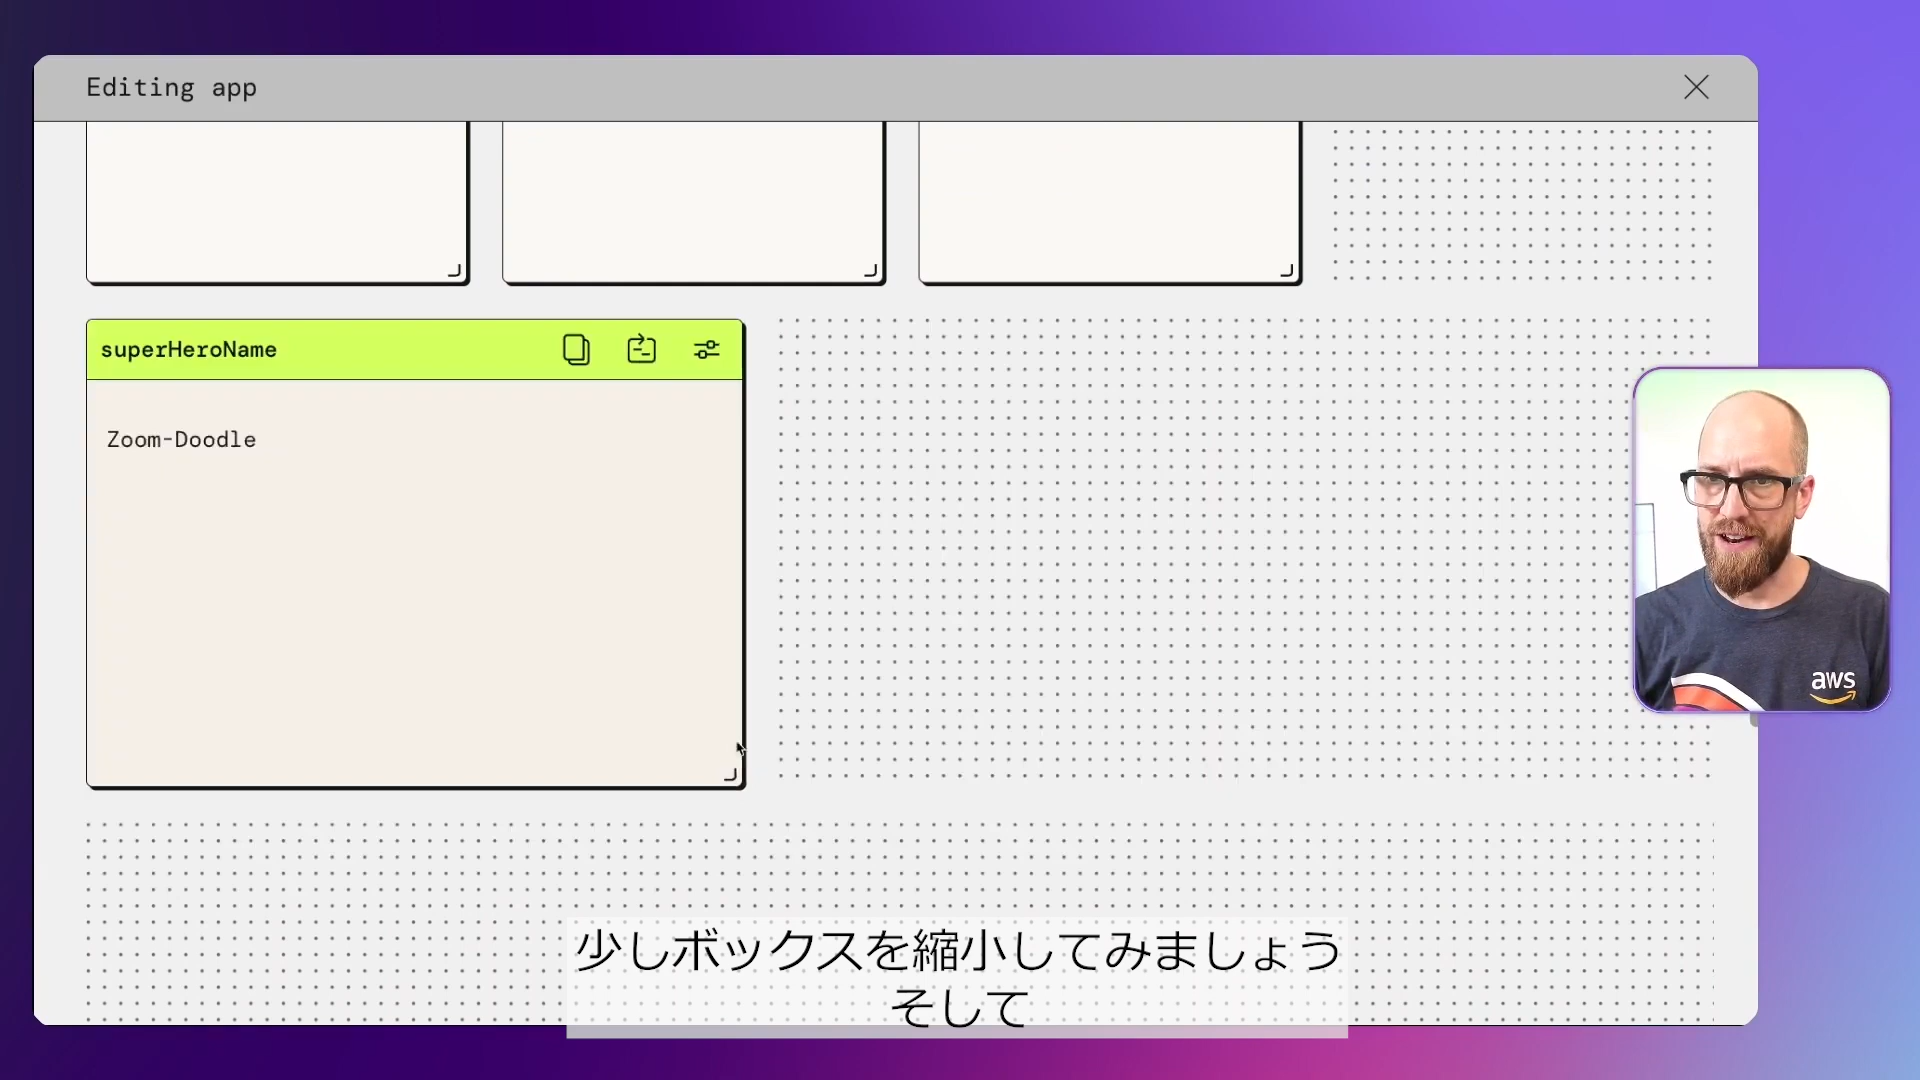 Editing app
superHeroName
Zoom-Doodle
aws
少しボックスを縮小してみましょう
そして